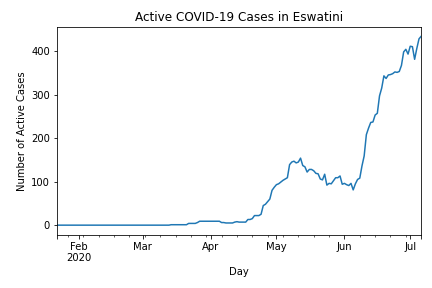 Active COVID-19 Cases in Eswatini
Number of Active Cases
400
300
200
100
0
Feb
2020
Mar
Apr
May
Jun
Jul
Day